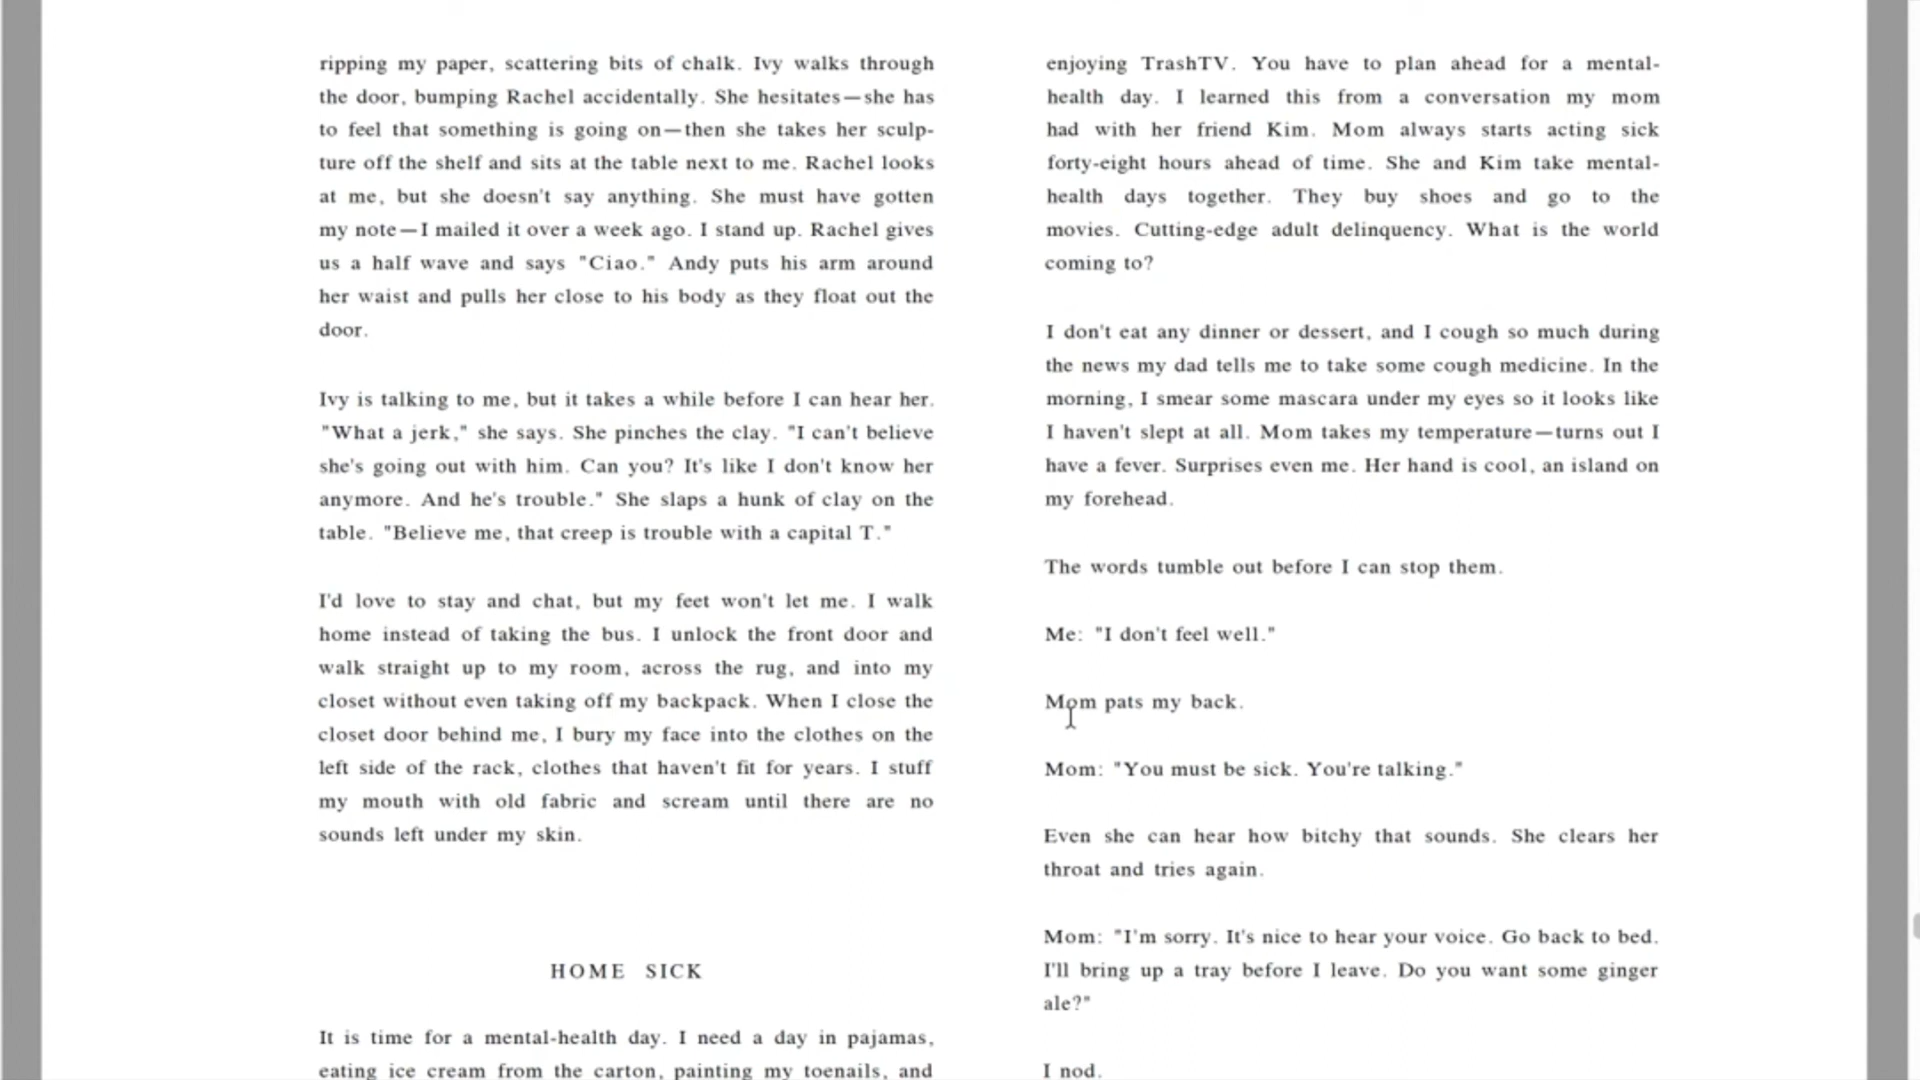 ripping my paper, scattering bits of chalk. Ivy walks through
the door, bumping Rachel accidentally. She hesitates—she has
to feel that something is going on—then she takes her sculp-
ture off the shelf and sits at the table next to me. Rachel looks
at me, but she doesn't say anything. She must have gotten
my note—I mailed it over a week ago. I stand up. Rachel gives
us a half wave and says "Ciao." Andy puts his arm around
her waist and pulls her close to his body as they float out the
door.
Ivy is talking to me, but it takes a while before I can hear her.
"What a jerk," she says. She pinches the clay. "I can't believe
she's going out with him. Can you? It's like I don't know her
anymore. And he's trouble." She slaps a hunk of clay on the
table. "Believe me, that creep is trouble with a capital T."
I'd love to stay and chat, but my feet won't let me. I walk
home instead of taking the bus. I unlock the front door and
walk straight up to my room, across the rug, and into my
closet without even taking off my backpack. When I close the
closet door behind me, I bury my face into the clothes on the
left side of the rack, clothes that haven't fit for years. I stuff
my mouth with old fabric and scream until there are no
sounds left under my skin.
HOME SICK
It is time for a mental-health day. I need a day in pajamas,
eating ice cream from the carton, painting my toenails, and
enjoying TrashTV. You have to plan ahead for a mental-
health day. I learned this from a conversation my mom
had with her friend Kim. Mom always starts acting sick
forty-eight hours ahead of time. She and Kim take mental-
health days together. They buy shoes and go to the
movies. Cutting-edge adult delinquency. What is the world
coming to?
I don't eat any dinner or dessert, and I cough so much during
the news my dad tells me to take some cough medicine. In the
morning, I smear some mascara under my eyes so it looks like
I haven't slept at all. Mom takes my temperature—turns out I
have a fever. Surprises even me. Her hand is cool, an island on
my forehead.
The words tumble out before I can stop them.
Me: "I don't feel well."
Mom pats my back.
Mom: "You must be sick. You're talking."
Even she can hear how bitchy that sounds. She clears her
throat and tries again.
Mom: "I'm sorry. It's nice to hear your voice. Go back to bed.
I'll bring up a tray before I leave. Do you want some ginger
ale?"
I nod.